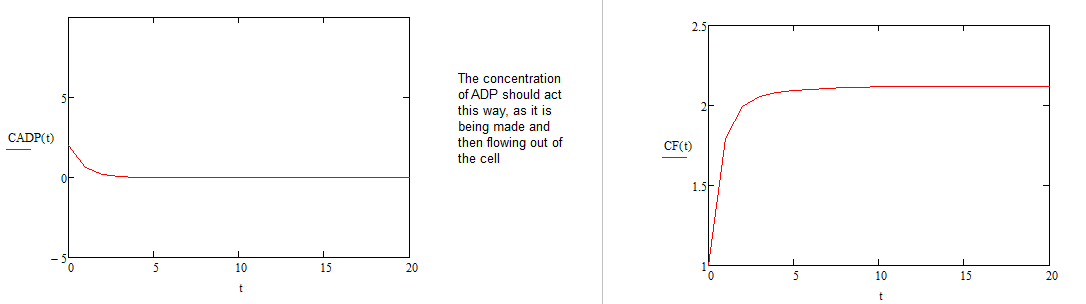 5
CADP(t)
0
−5
0
5
10
15
20
t
The concentration
of ADP should act
this way, as it is
being made and
then flowing out of
the cell
2.5
2
CF(t)
1.5
1
0
5
10
15
20
t